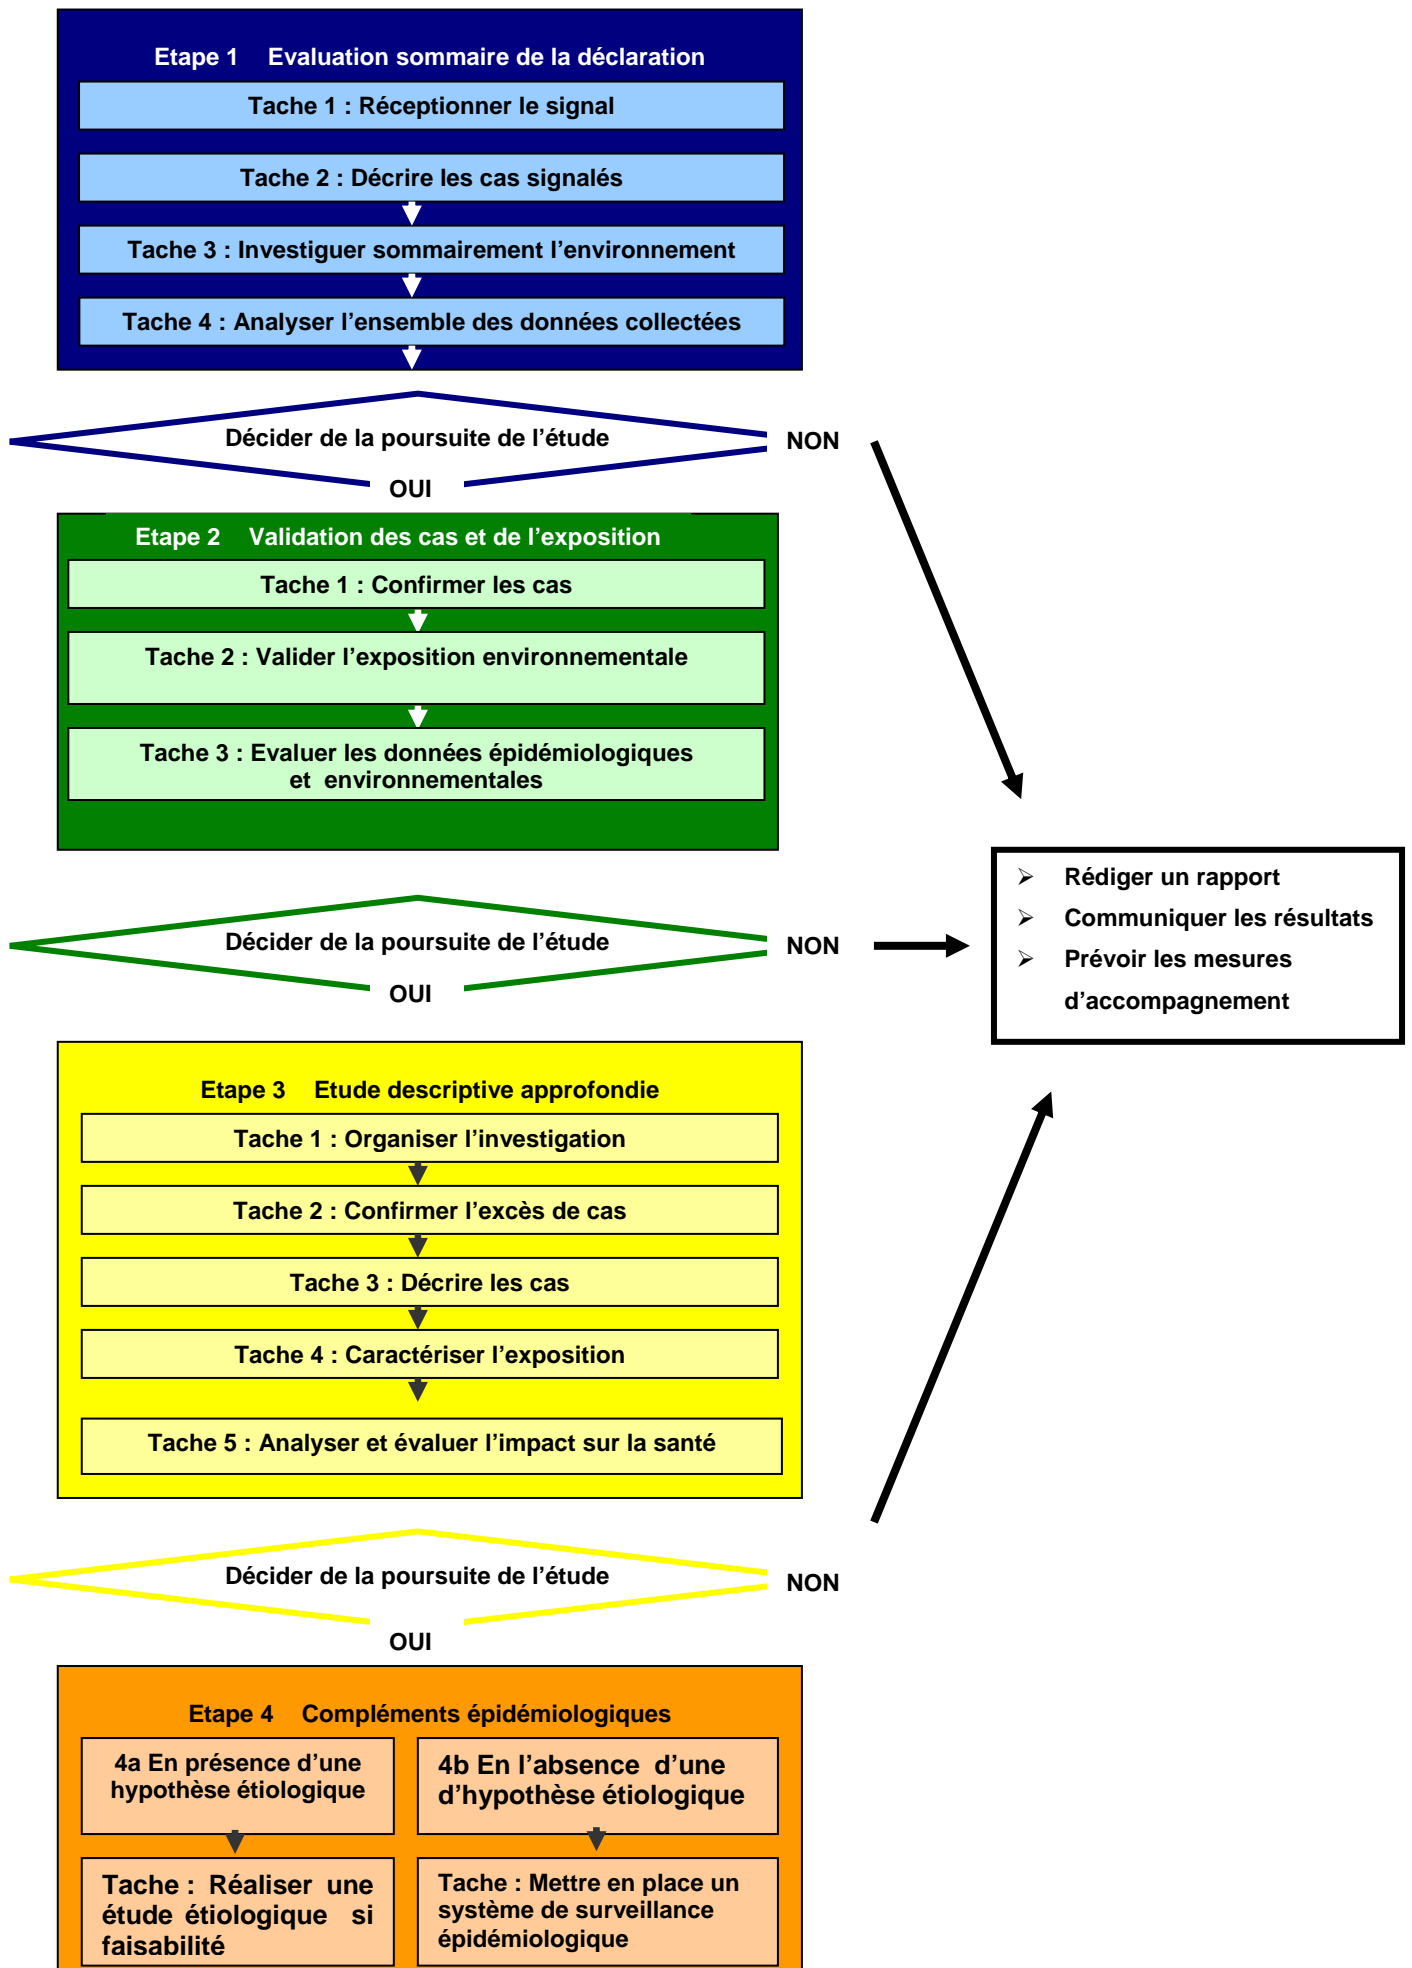 Etape 1 Evaluation sommaire de la déclaration
Tache 1 : Réceptionner le signal
Tache 2 : Décrire les cas signalés
Tache 3 : Investiguer sommairement l’environnement
Tache 4 : Analyser l’ensemble des données collectées
Décider de la poursuite de l’étude
NON
OUI
Etape 2 Validation des cas et de l’exposition
Tache 1 : Confirmer les cas
Tache 2 : Valider l’exposition environnementale
Tache 3 : Evaluer les données épidémiologiques
et environnementales
Décider de la poursuite de l’étude
NON
OUI
➢ Rédiger un rapport
➢ Communiquer les résultats
➢ Prévoir les mesures
d’accompagnement
Etape 3 Etude descriptive approfondie
Tache 1 : Organiser l’investigation
Tache 2 : Confirmer l’excès de cas
Tache 3 : Décrire les cas
Tache 4 : Caractériser l’exposition
Tache 5 : Analyser et évaluer l’impact sur la santé
Décider de la poursuite de l’étude
NON
OUI
Etape 4 Compléments épidémiologiques
4a En présence d’une
hypothèse étiologique
4b En l’absence d’une
d’hypothèse étiologique
Tache : Réaliser une
étude étiologique si
faisabilité
Tache : Mettre en place un
système de surveillance
épidémiologique